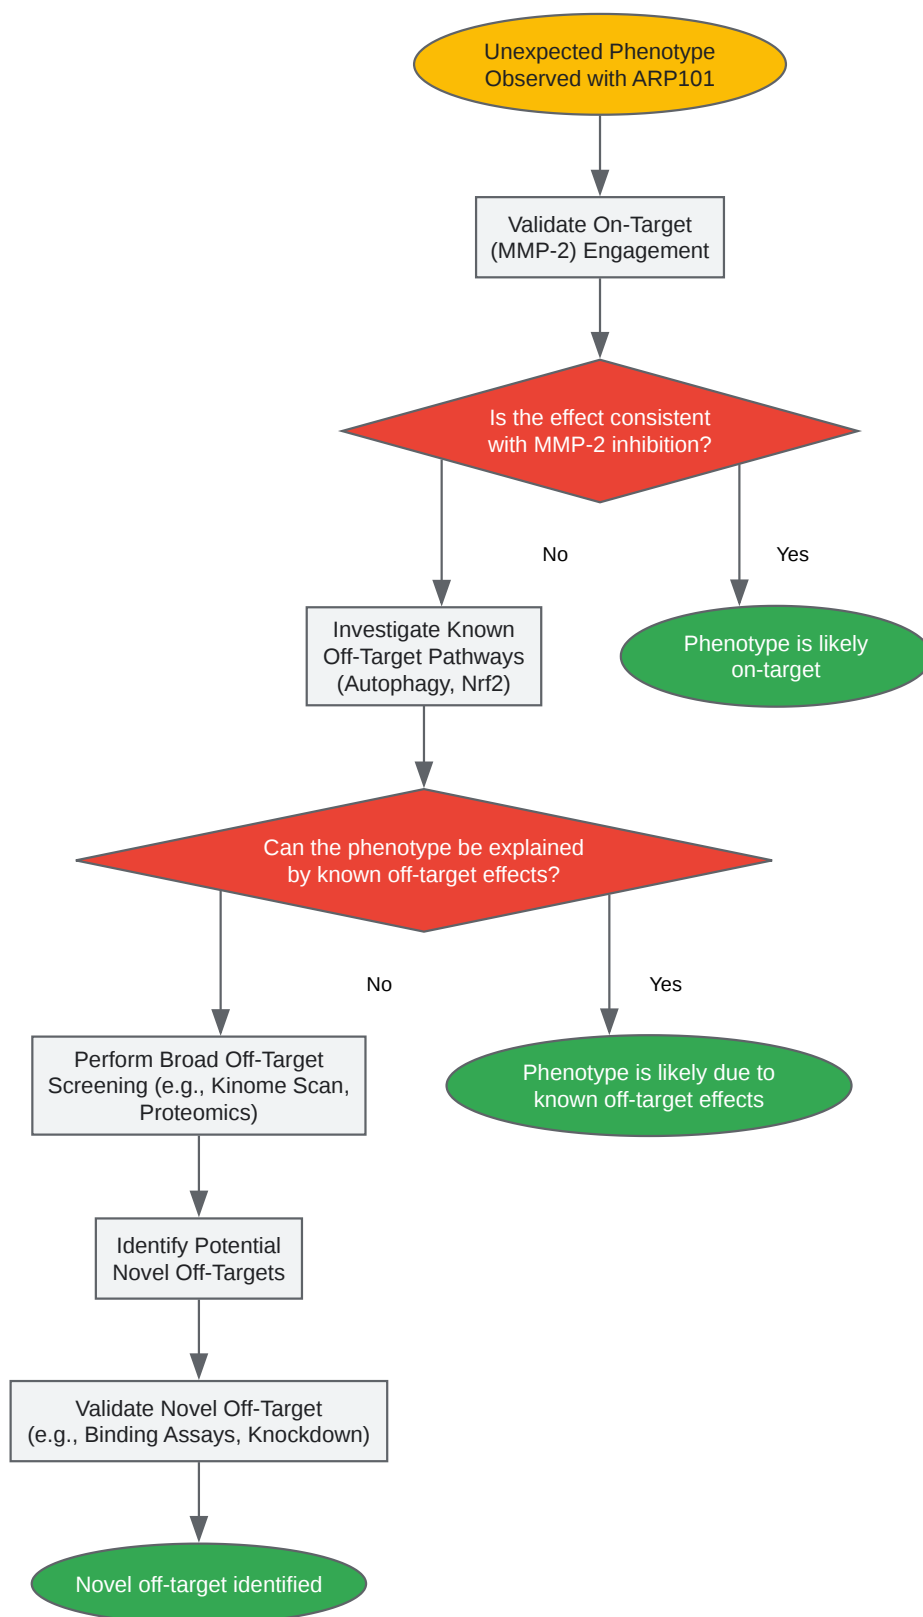 Unexpected Phenotype
Observed with ARP101
Validate On-Target
(MMP-2) Engagement
Is the effect consistent
with MMP-2 inhibition?
No
Yes
Investigate Known
Off-Target Pathways
(Autophagy, Nrf2)
Phenotype is likely
on-target
Can the phenotype be explained
by known off-target effects?
No
Yes
Perform Broad Off-Target
Screening (e.g., Kinome Scan,
Proteomics)
Phenotype is likely due to
known off-target effects
Identify Potential
Novel Off-Targets
Validate Novel Off-Target
(e.g., Binding Assays, Knockdown)
Novel off-target identified